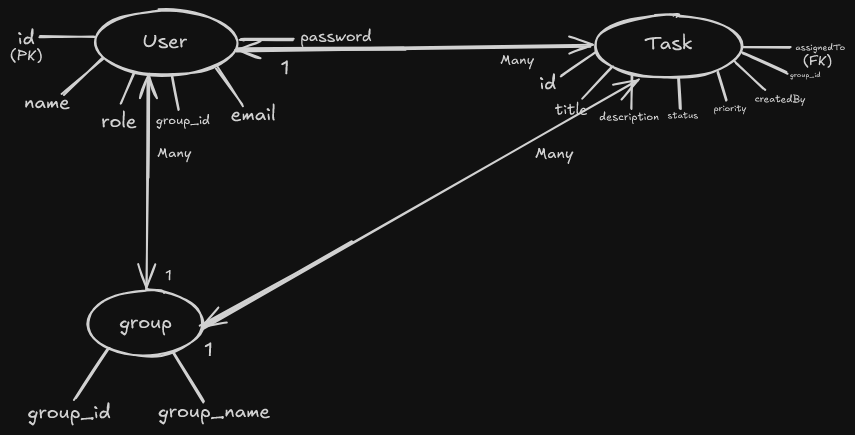 User
id
(PK)
name
role
group_id
email
password
1
Many
Task
id
title
description
status
priority
createdBy
group_id
assignedTo
(FK)
Many
Many
1
group
1
group_id
group_name